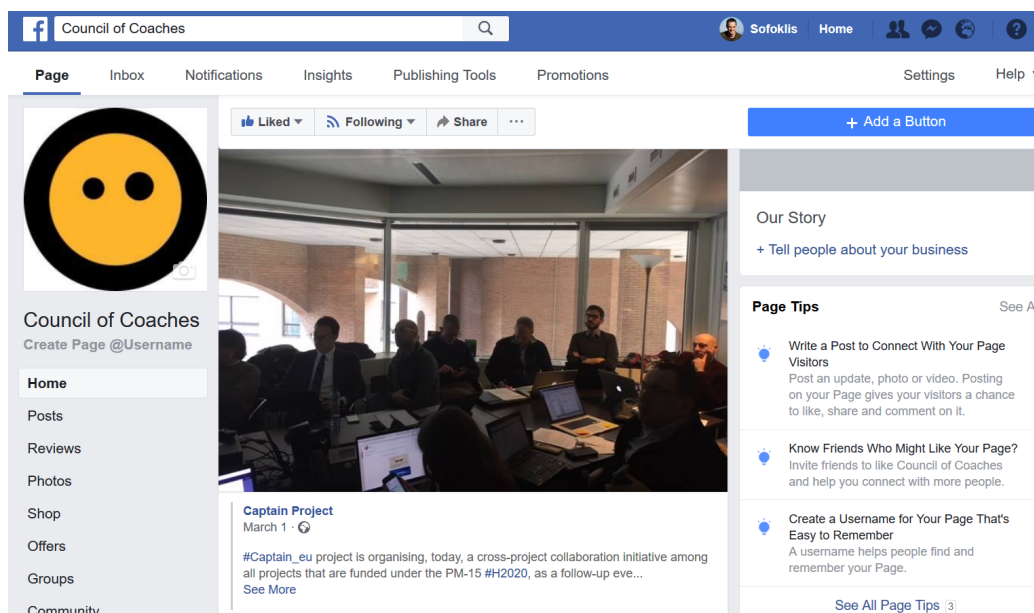 Council of Coaches
Sofoklis Home
Page Inbox Notifications Insights Publishing Tools Promotions Settings Help
Liked Following Share ...
+ Add a Button
Council of Coaches
Create Page @Username
Home
Posts
Reviews
Photos
Shop
Offers
Groups
Community
Captain Project
March 1 ·
#Captain_eu project is organising, today, a cross-project collaboration initiative among
all projects that are funded under the PM-15 #H2020, as a follow-up eve...
See More
Our Story
+ Tell people about your business
Page Tips See A
Write a Post to Connect With Your Page
Visitors
Post an update, photo or video. Posting
on your Page gives your visitors a chance
to like, share and comment on it.
Know Friends Who Might Like Your Page?
Invite friends to like Council of Coaches
and help you connect with more people.
Create a Username for Your Page That's
Easy to Remember
A username helps people find and
remember your Page.
See All Page Tips 3